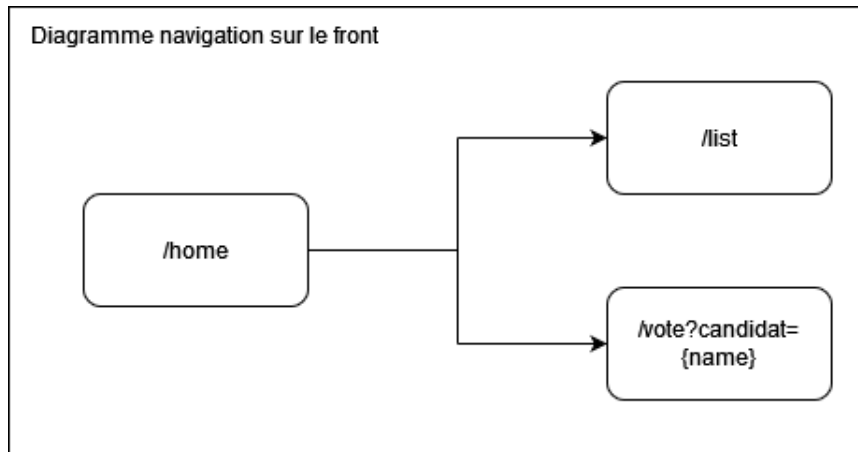 Diagramme navigation sur le front
/list
/home
/vote?candidat=
{name}